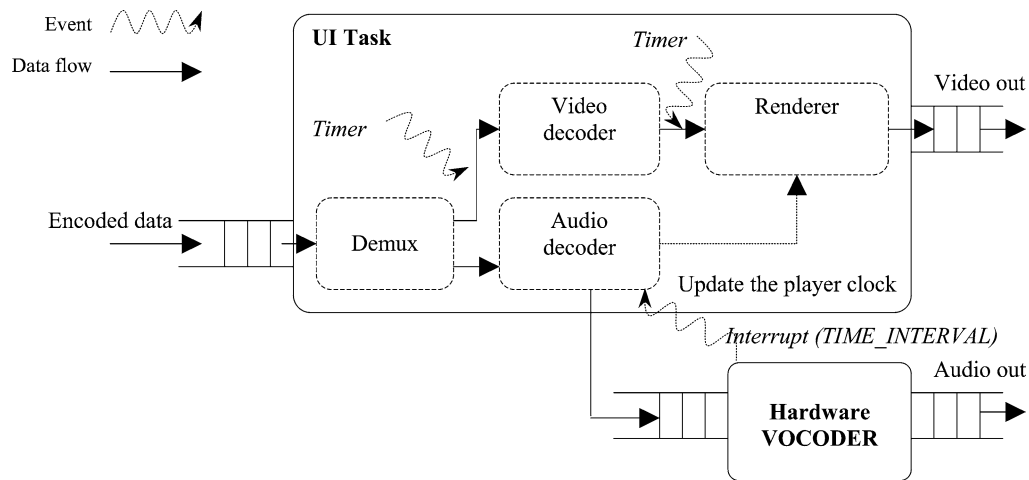 Event
Data flow
UI Task
Timer
Timer
Video
decoder
Renderer
Video out
Encoded data
Demux
Audio
decoder
Update the player clock
Interrupt (TIME_INTERVAL)
Audio out
Hardware
VOCODER